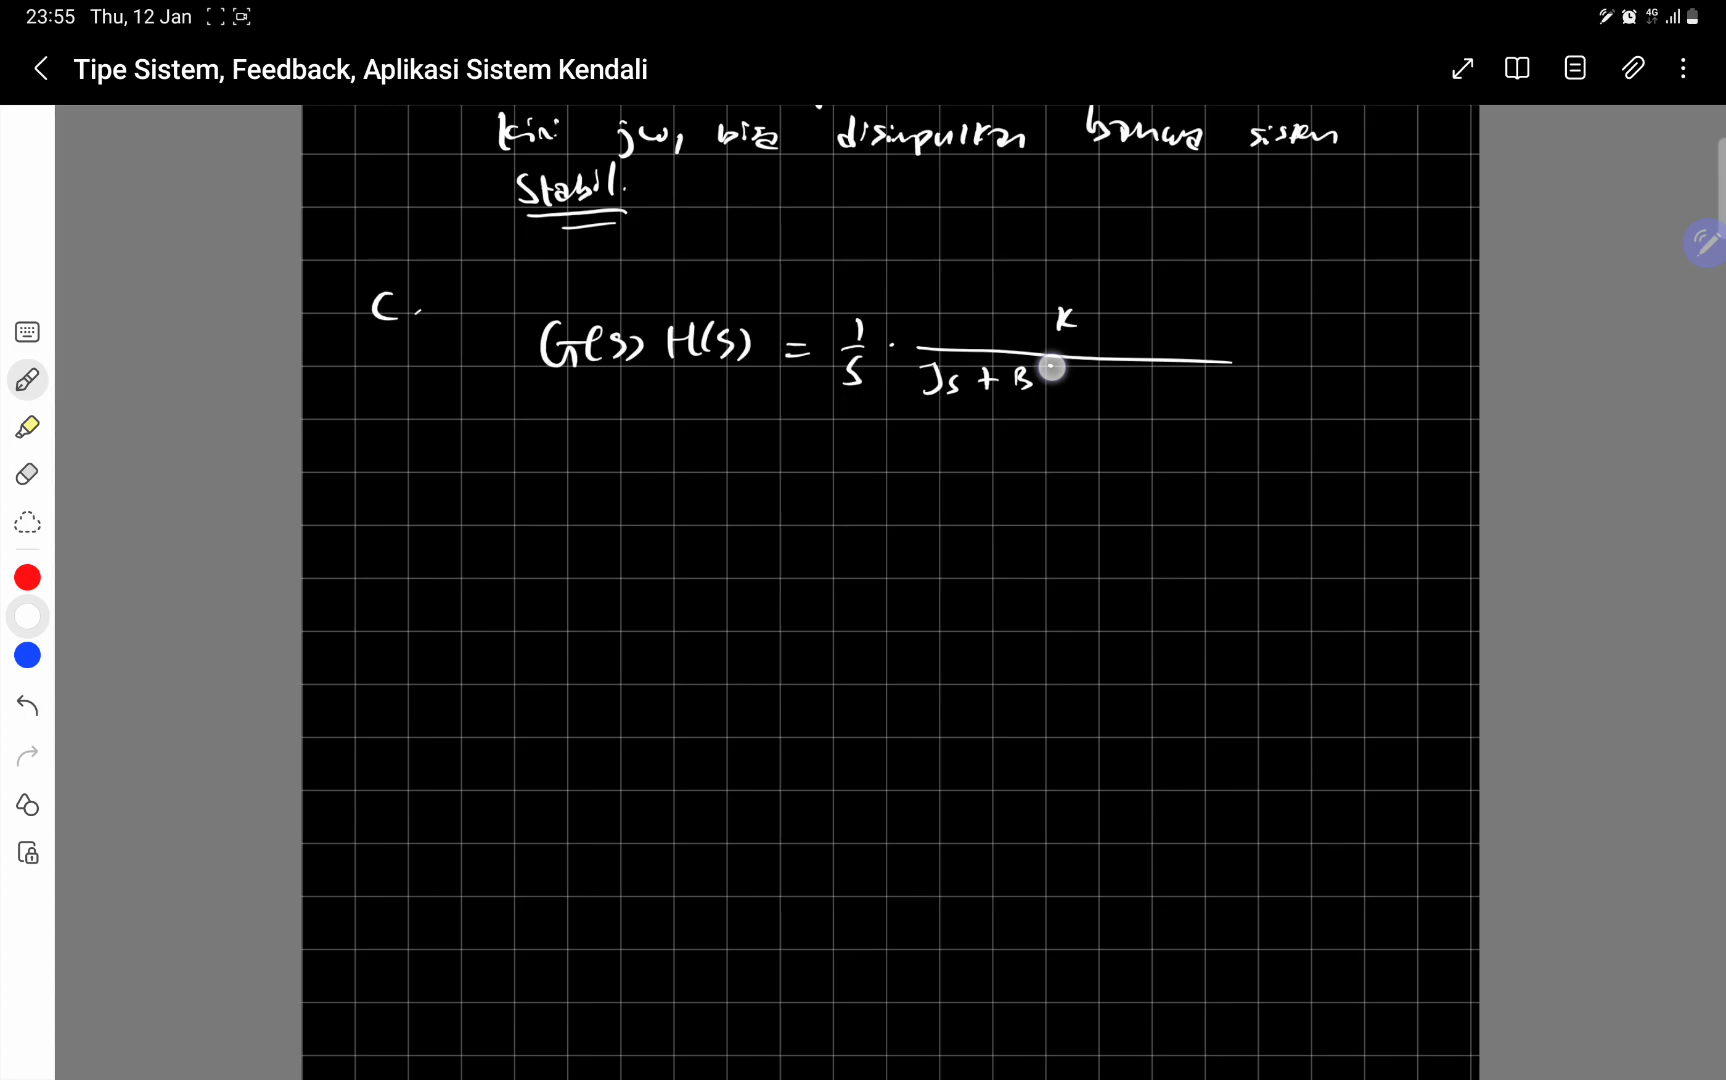 23:55 Thu, 12 Jan 4G
Tipe Sistem, Feedback, Aplikasi Sistem Kendali
kiri jω, bisa disimpulkan bahwa sistem
Stabil.
C. G(s) H(s) = 1/s · K/(Js + B